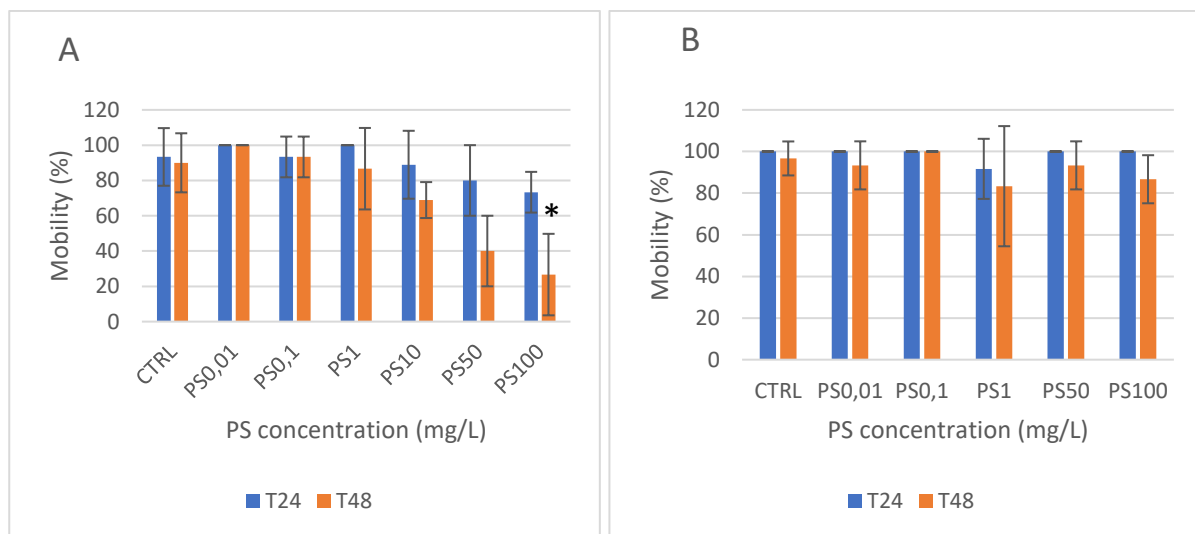 A
Mobility (%)
120
100
80
60
40
20
0
*
CTRL
PS0,01
PS0,1
PS1
PS10
PS50
PS100
PS concentration (mg/L)
T24 T48
B
Mobility (%)
120
100
80
60
40
20
0
CTRL PS0,01 PS0,1 PS1 PS50 PS100
PS concentration (mg/L)
T24 T48